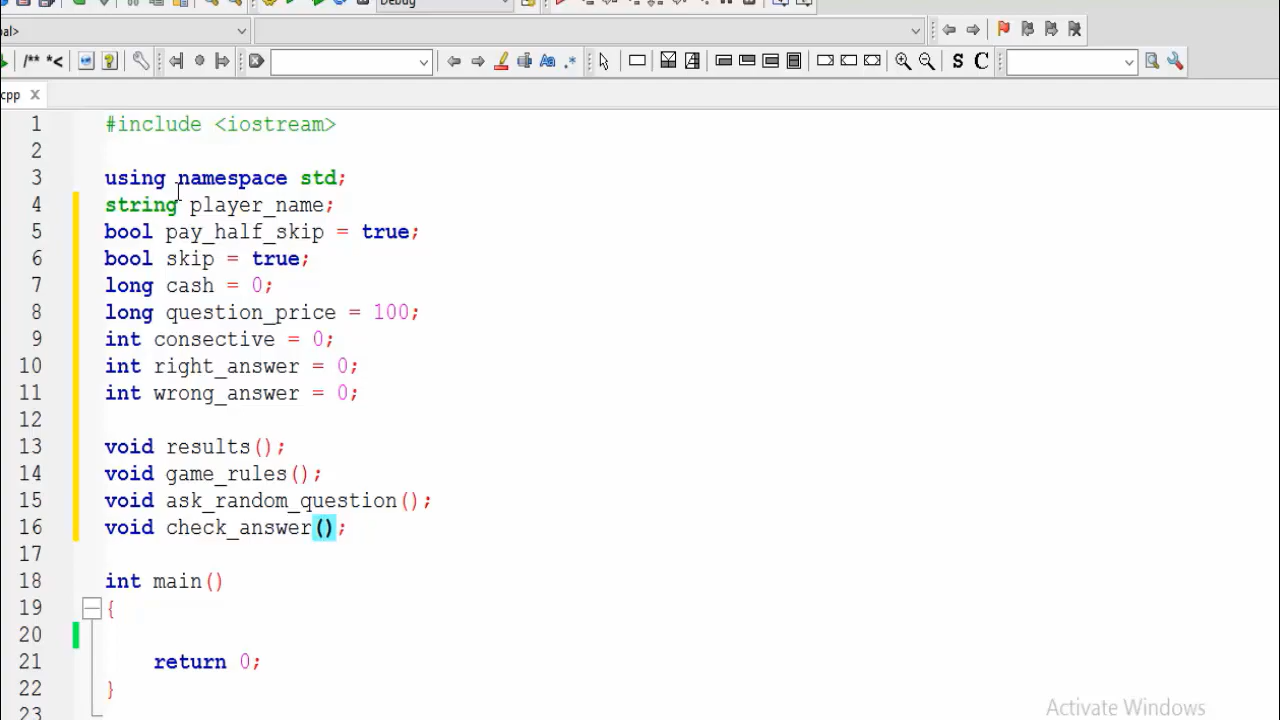 Debug
al>
/** *<
S C
cpp
1 #include <iostream>
2
3 using namespace std;
4 string player_name;
5 bool pay_half_skip = true;
6 bool skip = true;
7 long cash = 0;
8 long question_price = 100;
9 int consective = 0;
10 int right_answer = 0;
11 int wrong_answer = 0;
12
13 void results();
14 void game_rules();
15 void ask_random_question();
16 void check_answer();
17
18 int main()
19 {
20
21 return 0;
22 }
23
Activate Windows